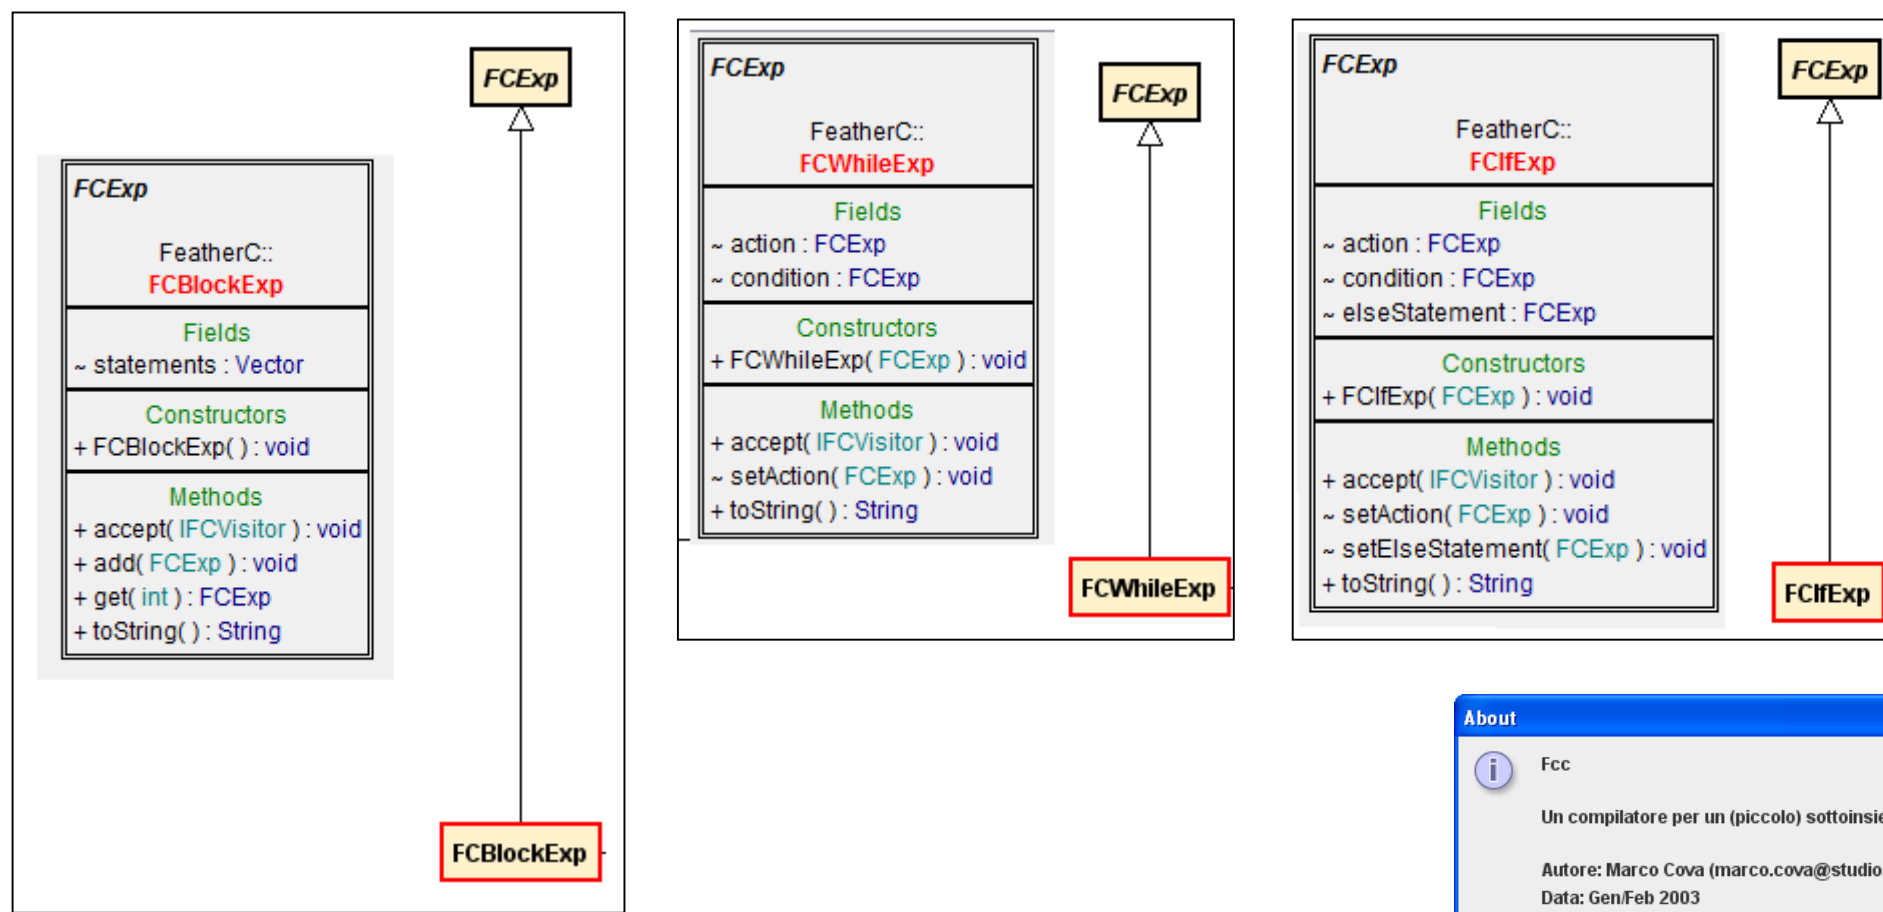 FCExp
FCExp
FeatherC::
FCBlockExp
Fields
~ statements : Vector
Constructors
+ FCBlockExp( ) : void
Methods
+ accept( IFCVisitor ) : void
+ add( FCExp ) : void
+ get( int ) : FCExp
+ toString( ) : String
FCBlockExp
FCExp
FCExp
FeatherC::
FCWhileExp
Fields
~ action : FCExp
~ condition : FCExp
Constructors
+ FCWhileExp( FCExp ) : void
Methods
+ accept( IFCVisitor ) : void
~ setAction( FCExp ) : void
+ toString( ) : String
FCWhileExp
FCExp
FCExp
FeatherC::
FCIfExp
Fields
~ action : FCExp
~ condition : FCExp
~ elseStatement : FCExp
Constructors
+ FCIfExp( FCExp ) : void
Methods
+ accept( IFCVisitor ) : void
~ setAction( FCExp ) : void
~ setElseStatement( FCExp ) : void
+ toString( ) : String
FCIfExp
About
Fcc
Un compilatore per un (piccolo) sottoinsie
Autore: Marco Cova (marco.cova@studio
Data: Gen/Feb 2003